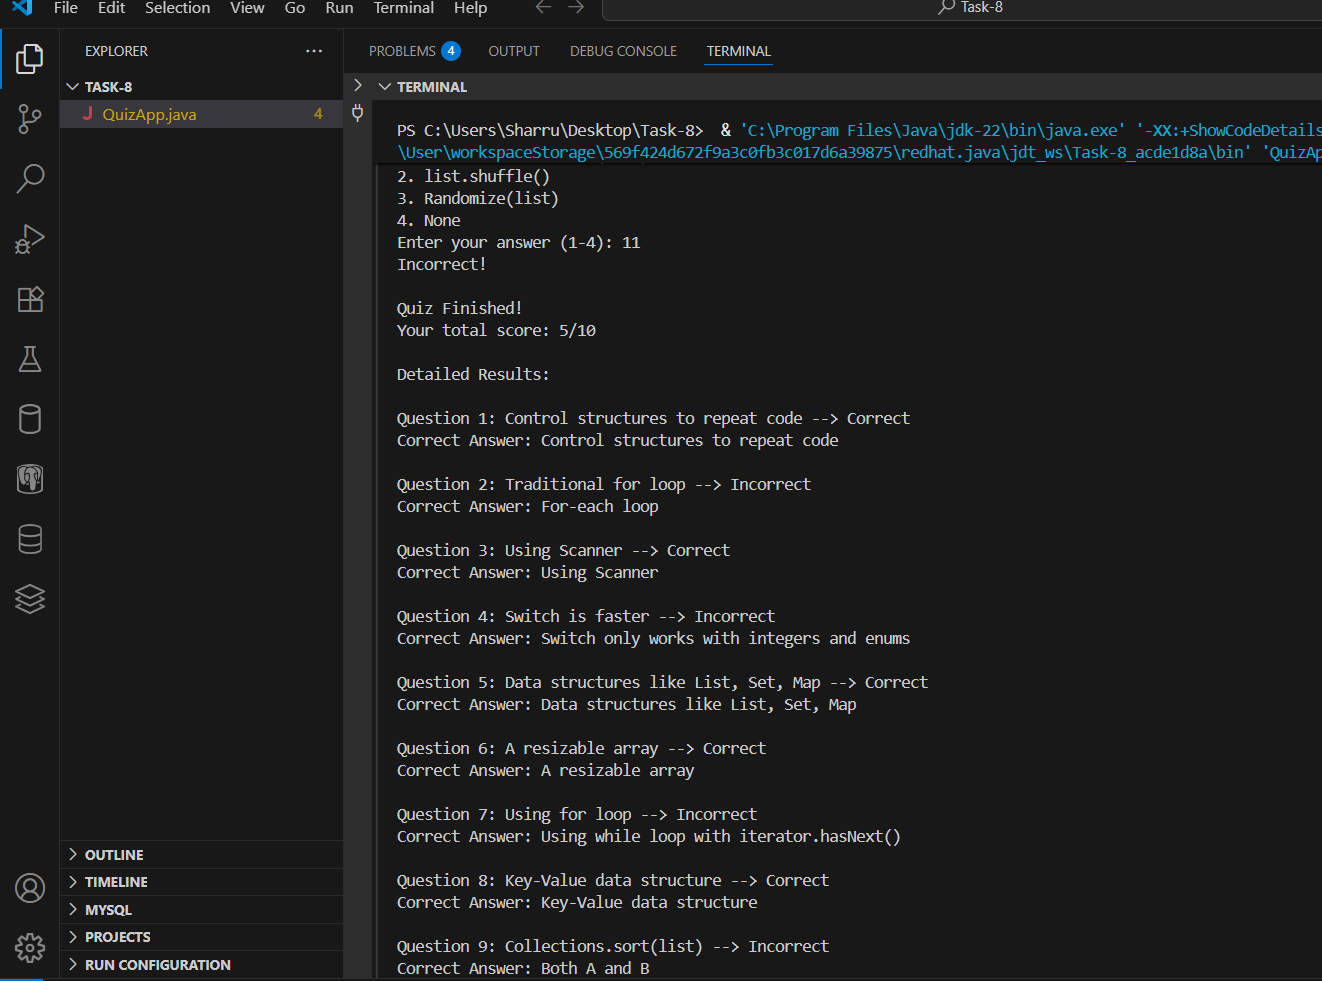 File Edit Selection View Go Run Terminal Help
Task-8
EXPLORER
PROBLEMS 4 OUTPUT DEBUG CONSOLE TERMINAL
TASK-8
J QuizApp.java 4
OUTLINE
TIMELINE
MYSQL
PROJECTS
RUN CONFIGURATION
TERMINAL
PS C:\Users\Sharru\Desktop\Task-8> & 'C:\Program Files\Java\jdk-22\bin\java.exe' '-XX:+ShowCodeDetails
\User\workspaceStorage\569f424d672f9a3c0fb3c017d6a39875\redhat.java\jdt_ws\Task-8_acde1d8a\bin' 'QuizAp
2. list.shuffle()
3. Randomize(list)
4. None
Enter your answer (1-4): 11
Incorrect!
Quiz Finished!
Your total score: 5/10
Detailed Results:
Question 1: Control structures to repeat code --> Correct
Correct Answer: Control structures to repeat code
Question 2: Traditional for loop --> Incorrect
Correct Answer: For-each loop
Question 3: Using Scanner --> Correct
Correct Answer: Using Scanner
Question 4: Switch is faster --> Incorrect
Correct Answer: Switch only works with integers and enums
Question 5: Data structures like List, Set, Map --> Correct
Correct Answer: Data structures like List, Set, Map
Question 6: A resizable array --> Correct
Correct Answer: A resizable array
Question 7: Using for loop --> Incorrect
Correct Answer: Using while loop with iterator.hasNext()
Question 8: Key-Value data structure --> Correct
Correct Answer: Key-Value data structure
Question 9: Collections.sort(list) --> Incorrect
Correct Answer: Both A and B